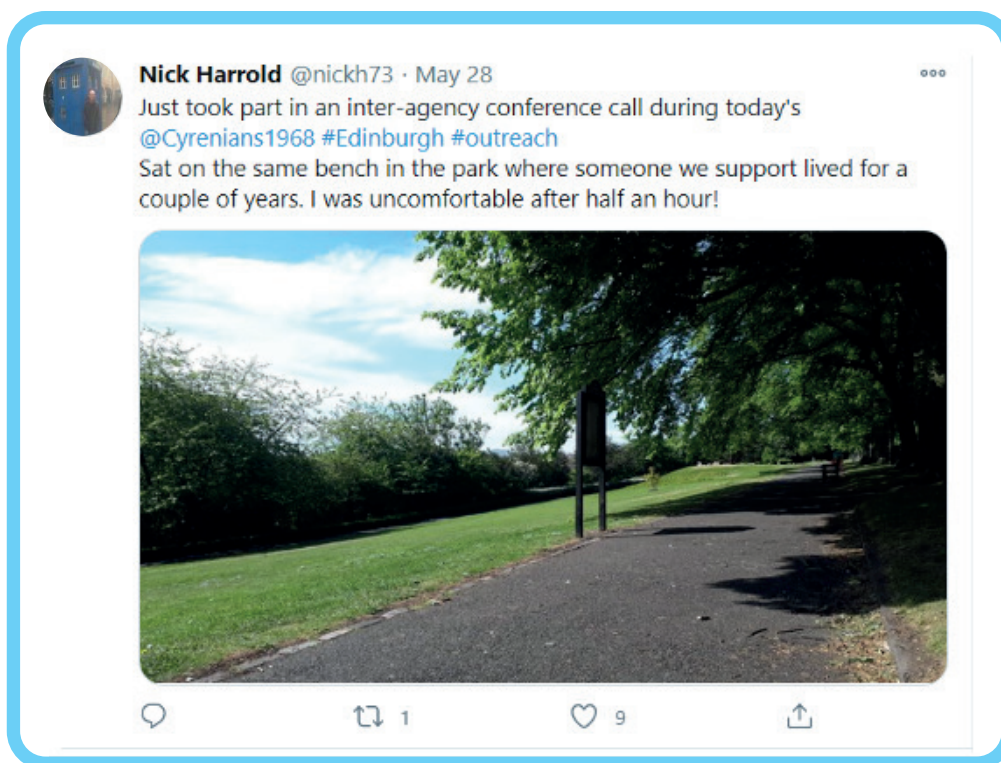 Nick Harrold @nickh73 · May 28
Just took part in an inter-agency conference call during today's
@Cyrenians1968 #Edinburgh #outreach
Sat on the same bench in the park where someone we support lived for a
couple of years. I was uncomfortable after half an hour!
1 9